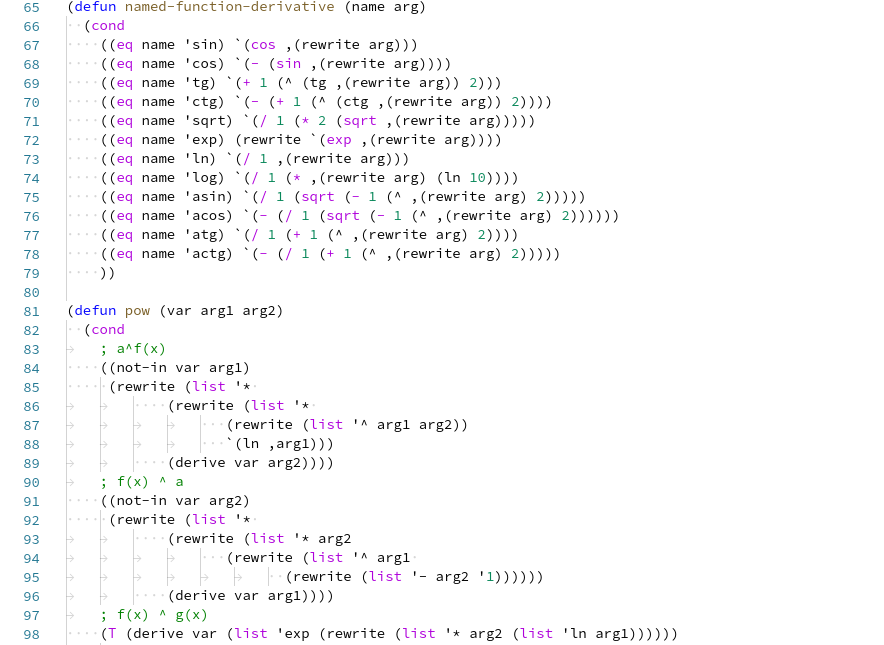 65 (defun named-function-derivative (name arg)
66   (cond
67     ((eq name 'sin) `(cos ,(rewrite arg)))
68     ((eq name 'cos) `(- (sin ,(rewrite arg))))
69     ((eq name 'tg) `(+ 1 (^ (tg ,(rewrite arg)) 2)))
70     ((eq name 'ctg) `(- (+ 1 (^ (ctg ,(rewrite arg)) 2))))
71     ((eq name 'sqrt) `(/ 1 (* 2 (sqrt ,(rewrite arg)))))
72     ((eq name 'exp) (rewrite `(exp ,(rewrite arg))))
73     ((eq name 'ln) `(/ 1 ,(rewrite arg)))
74     ((eq name 'log) `(/ 1 (* ,(rewrite arg) (ln 10))))
75     ((eq name 'asin) `(/ 1 (sqrt (- 1 (^ ,(rewrite arg) 2)))))
76     ((eq name 'acos) `(- (/ 1 (sqrt (- 1 (^ ,(rewrite arg) 2))))))
77     ((eq name 'atg) `(/ 1 (+ 1 (^ ,(rewrite arg) 2))))
78     ((eq name 'actg) `(- (/ 1 (+ 1 (^ ,(rewrite arg) 2)))))
79     ))
80
81 (defun pow (var arg1 arg2)
82   (cond
83     ; a^f(x)
84     ((not-in var arg1)
85      (rewrite (list '*
86             (rewrite (list '*
87                    (rewrite (list '^ arg1 arg2))
88                    `(ln ,arg1)))
89             (derive var arg2))))
90     ; f(x) ^ a
91     ((not-in var arg2)
92      (rewrite (list '*
93             (rewrite (list '* arg2
94                    (rewrite (list '^ arg1
95                           (rewrite (list '- arg2 '1))))))
96             (derive var arg1))))
97     ; f(x) ^ g(x)
98     (T (derive var (list 'exp (rewrite (list '* arg2 (list 'ln arg1))))))